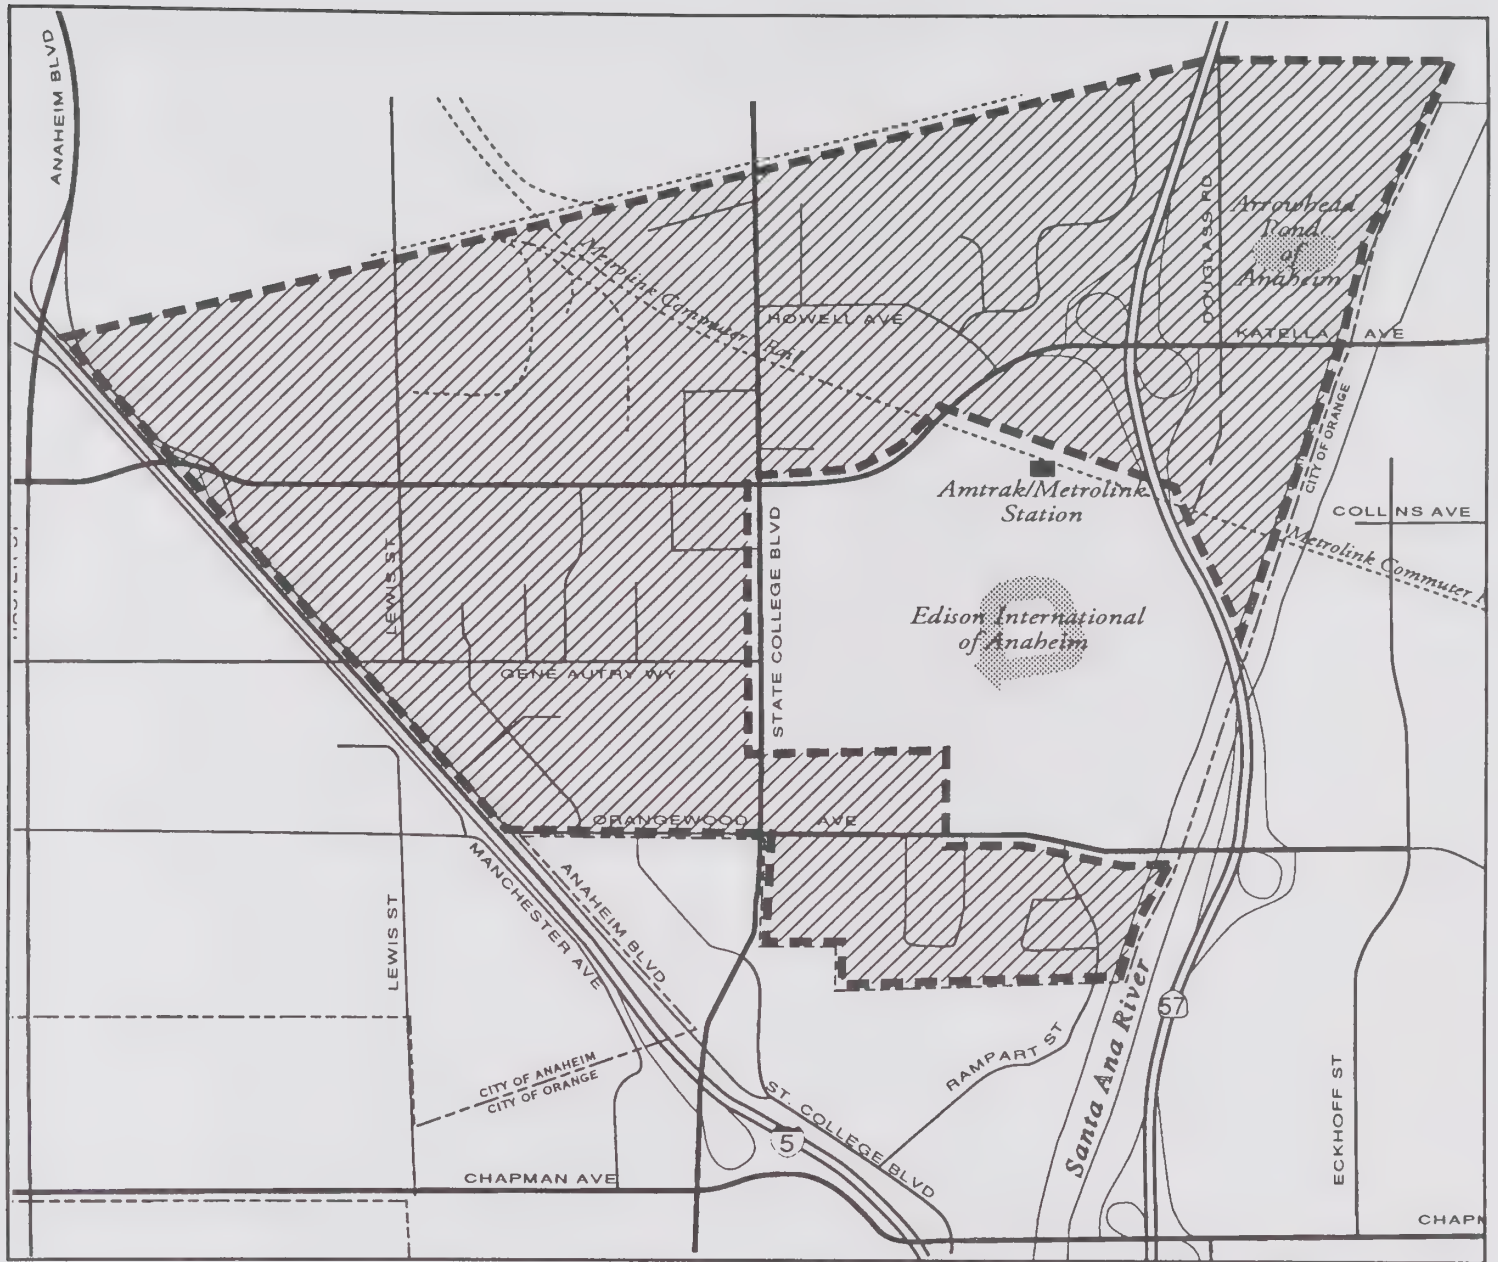 ANAHEIM BLVD
DOUGLASS RD
Arrowhead
Pond
of
Anaheim
Metrolink Commuter Rail
HOWELL AVE
KATELLA AVE
CITY OF ORANGE
Amtrak/Metrolink
Station
COLLINS AVE
Metrolink Commuter
LEWIS ST
STATE COLLEGE BLVD
Edison International
of Anaheim
GENE AUTRY WY
ORANGEWOOD AVE
MANCHESTER AVE
ANAHEIM BLVD
LEWIS ST
Santa Ana River
57
RAMPART ST
CITY OF ANAHEIM
CITY OF ORANGE
ST. COLLEGE BLVD
5
ECKHOFF ST
CHAPMAN AVE
CHAPM